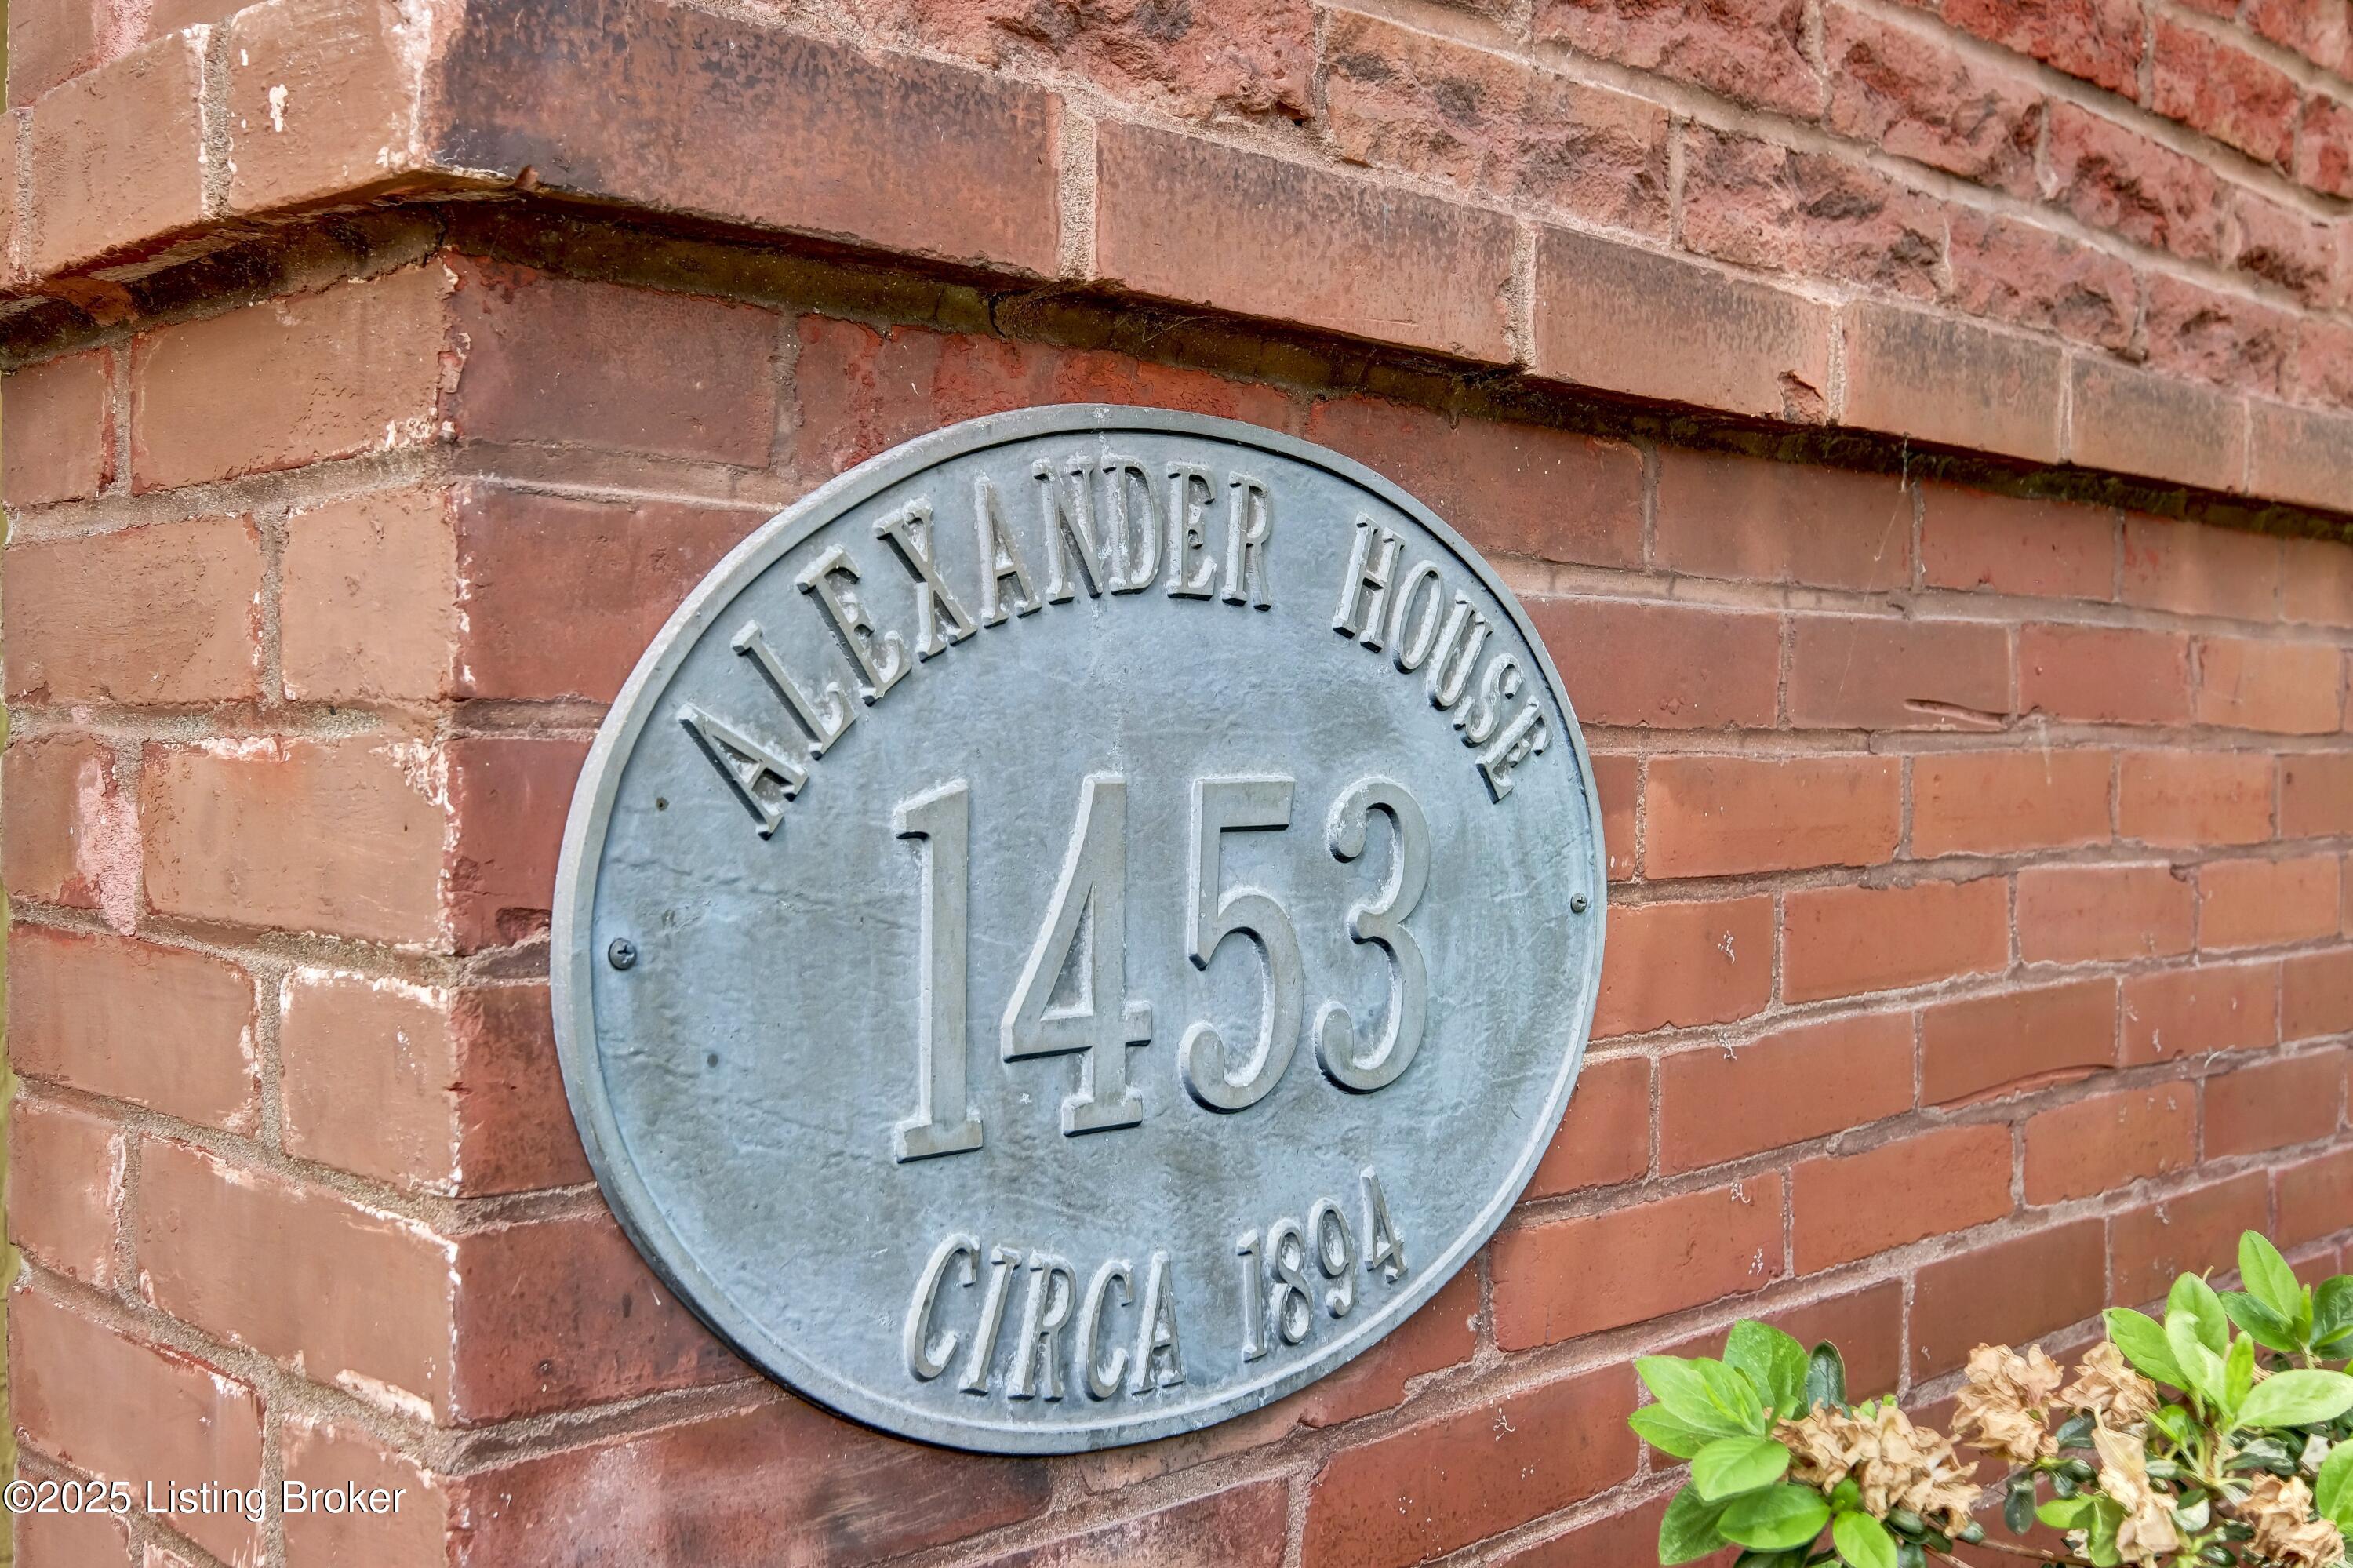 ALEXANDER HOUSE
1453
CIRCA 1894
©2025 Listing Broker